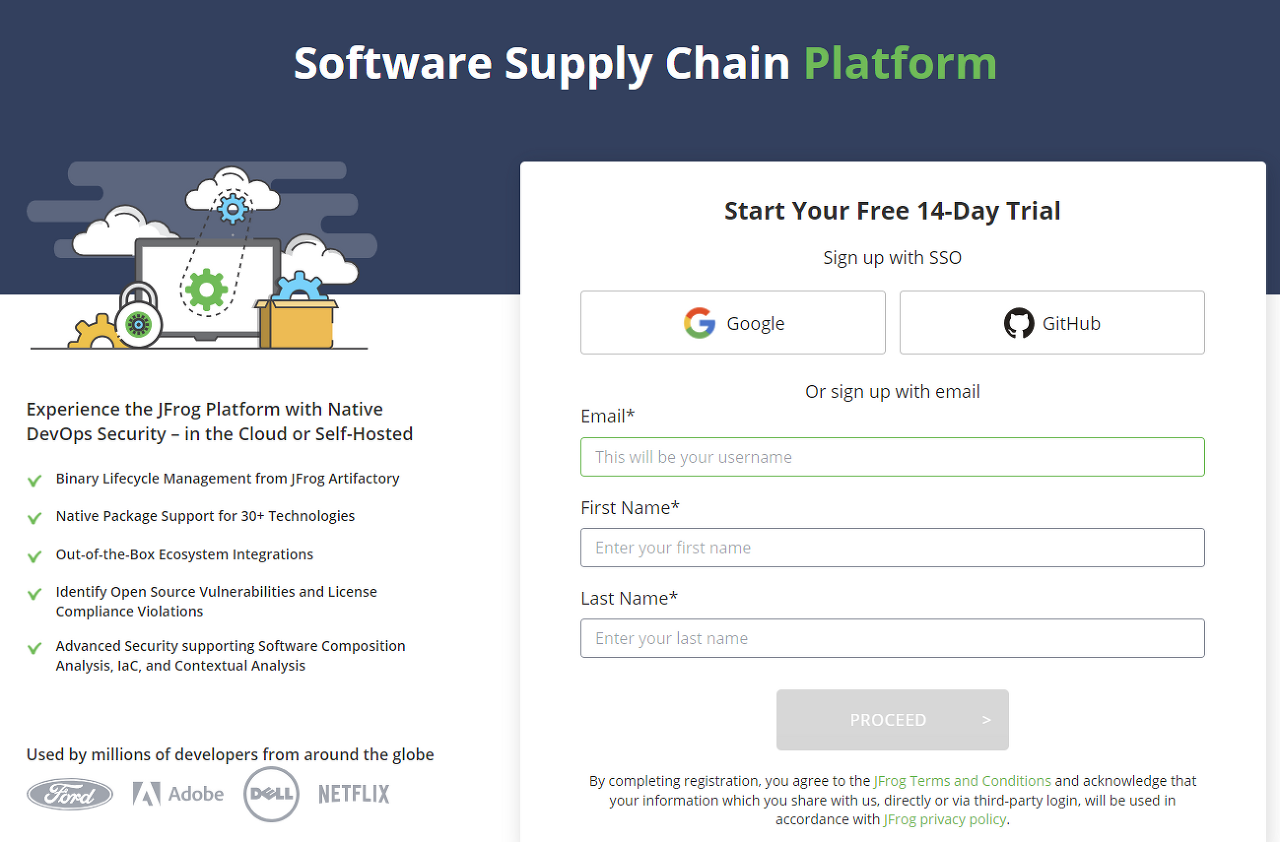 Software Supply Chain Platform
Experience the JFrog Platform with Native
DevOps Security – in the Cloud or Self-Hosted
Binary Lifecycle Management from JFrog Artifactory
Native Package Support for 30+ Technologies
Out-of-the-Box Ecosystem Integrations
Identify Open Source Vulnerabilities and License
Compliance Violations
Advanced Security supporting Software Composition
Analysis, IaC, and Contextual Analysis
Used by millions of developers from around the globe
Ford Adobe DELL NETFLIX
Start Your Free 14-Day Trial
Sign up with SSO
Google GitHub
Or sign up with email
Email*
This will be your username
First Name*
Enter your first name
Last Name*
Enter your last name
PROCEED >
By completing registration, you agree to the JFrog Terms and Conditions and acknowledge that
your information which you share with us, directly or via third-party login, will be used in
accordance with JFrog privacy policy.